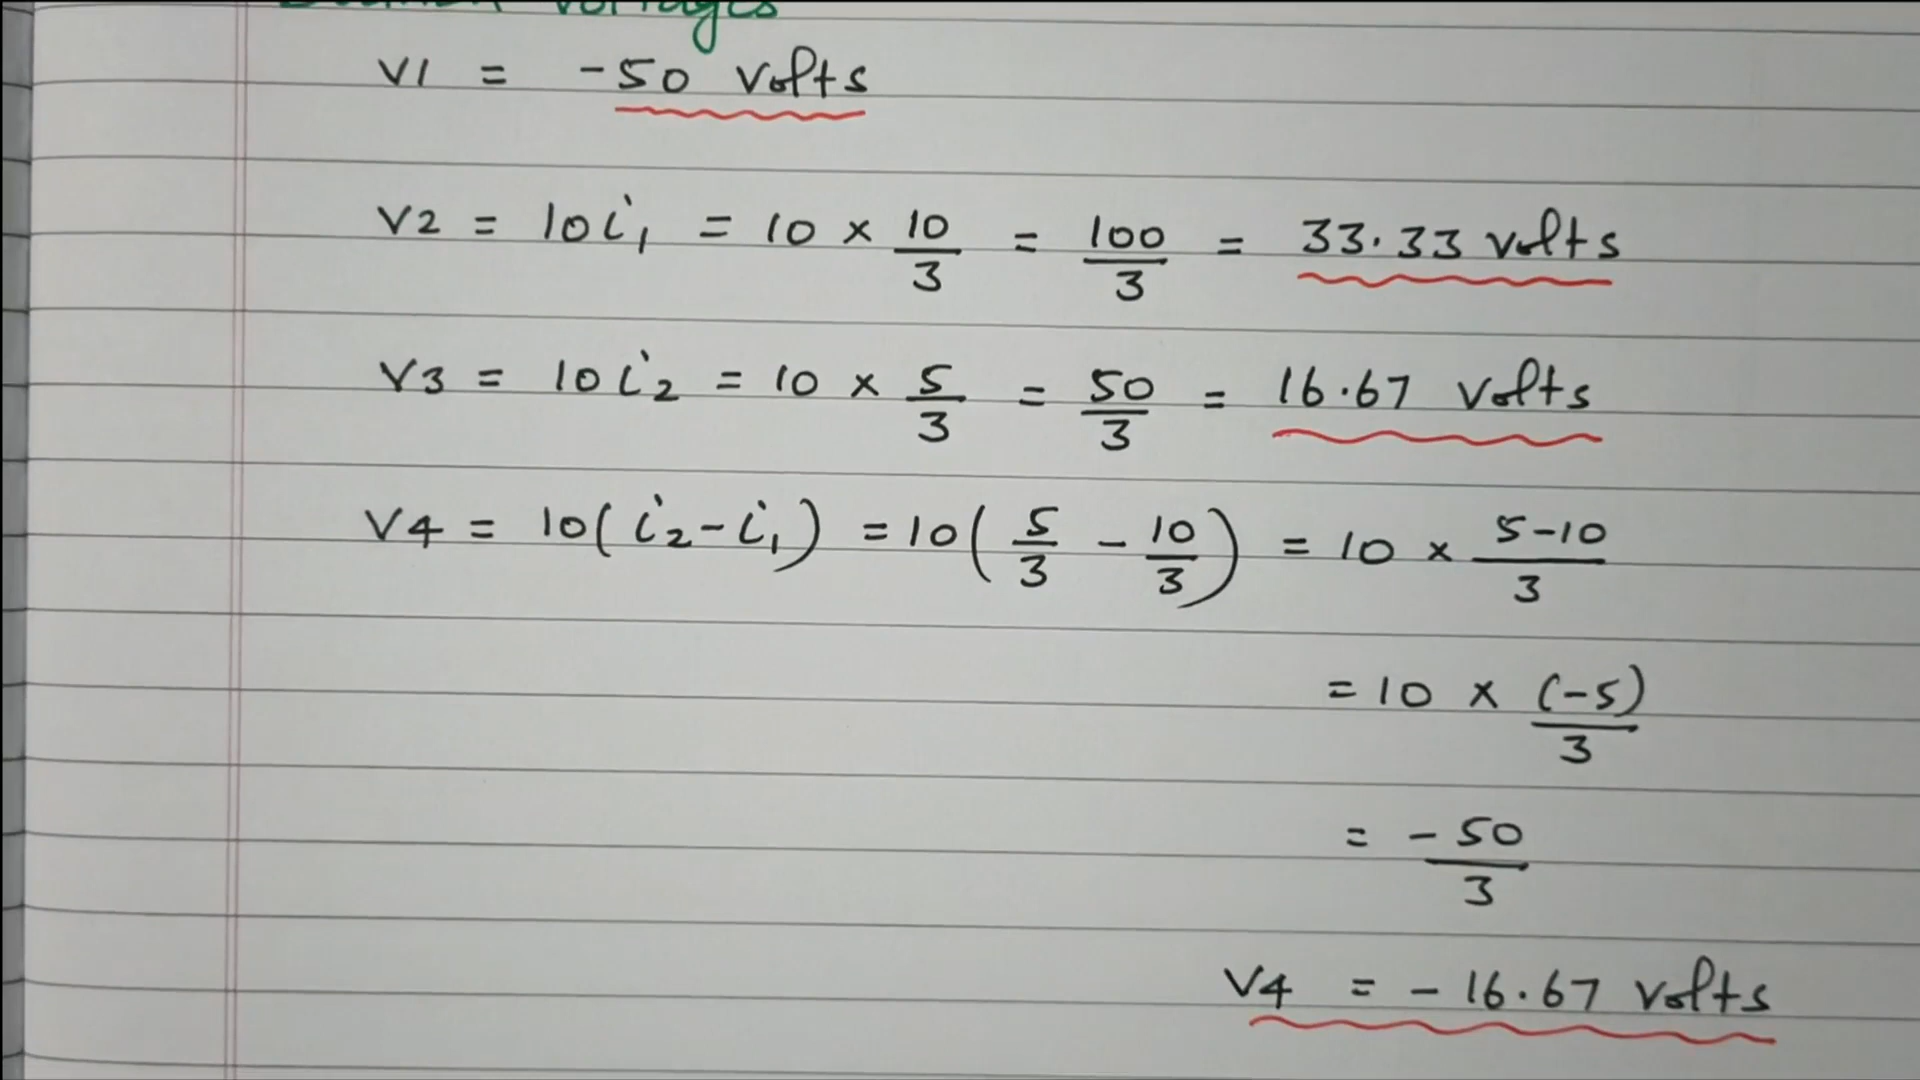 Voltages
V1 = -50 volts
V2 = 10i₁ = 10 × 10/3 = 100/3 = 33.33 volts
V3 = 10i₂ = 10 × 5/3 = 50/3 = 16.67 volts
V4 = 10(i₂-i₁) = 10(5/3 - 10/3) = 10 × 5-10/3
= 10 × (-5)/3
= -50/3
V4 = -16.67 volts